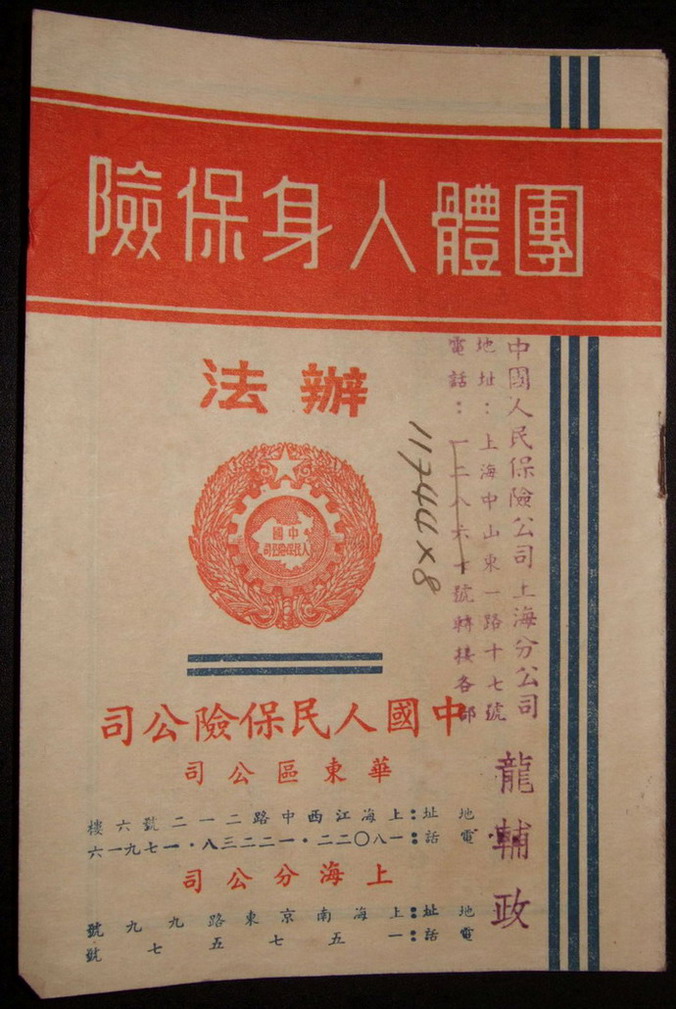 團體人身保險
辦法
中國
人民保險公司
中國人民保險公司
華東區公司
地址：上海江西中路二一二號六樓
電話：一八〇二二·一二二三八·一七九一六
上海分公司
地址：上海南京東路九九號
電話：一五七五七號
中國人民保險公司上海分公司
地址：上海中山東一路十七號
電話：一二八六十號轉接各部
龍輔政
11744×8